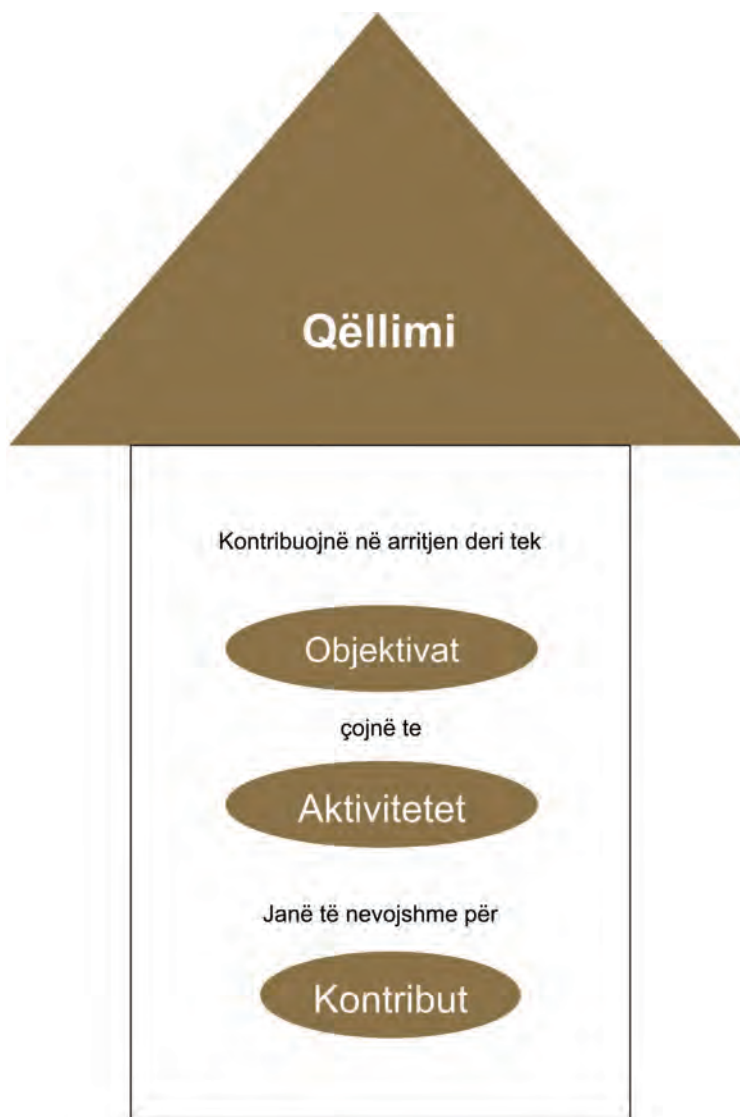 Qëllimi
Kontribuojnë në arritjen deri tek
Objektivat
çojnë te
Aktivitetet
Janë të nevojshme për
Kontribut